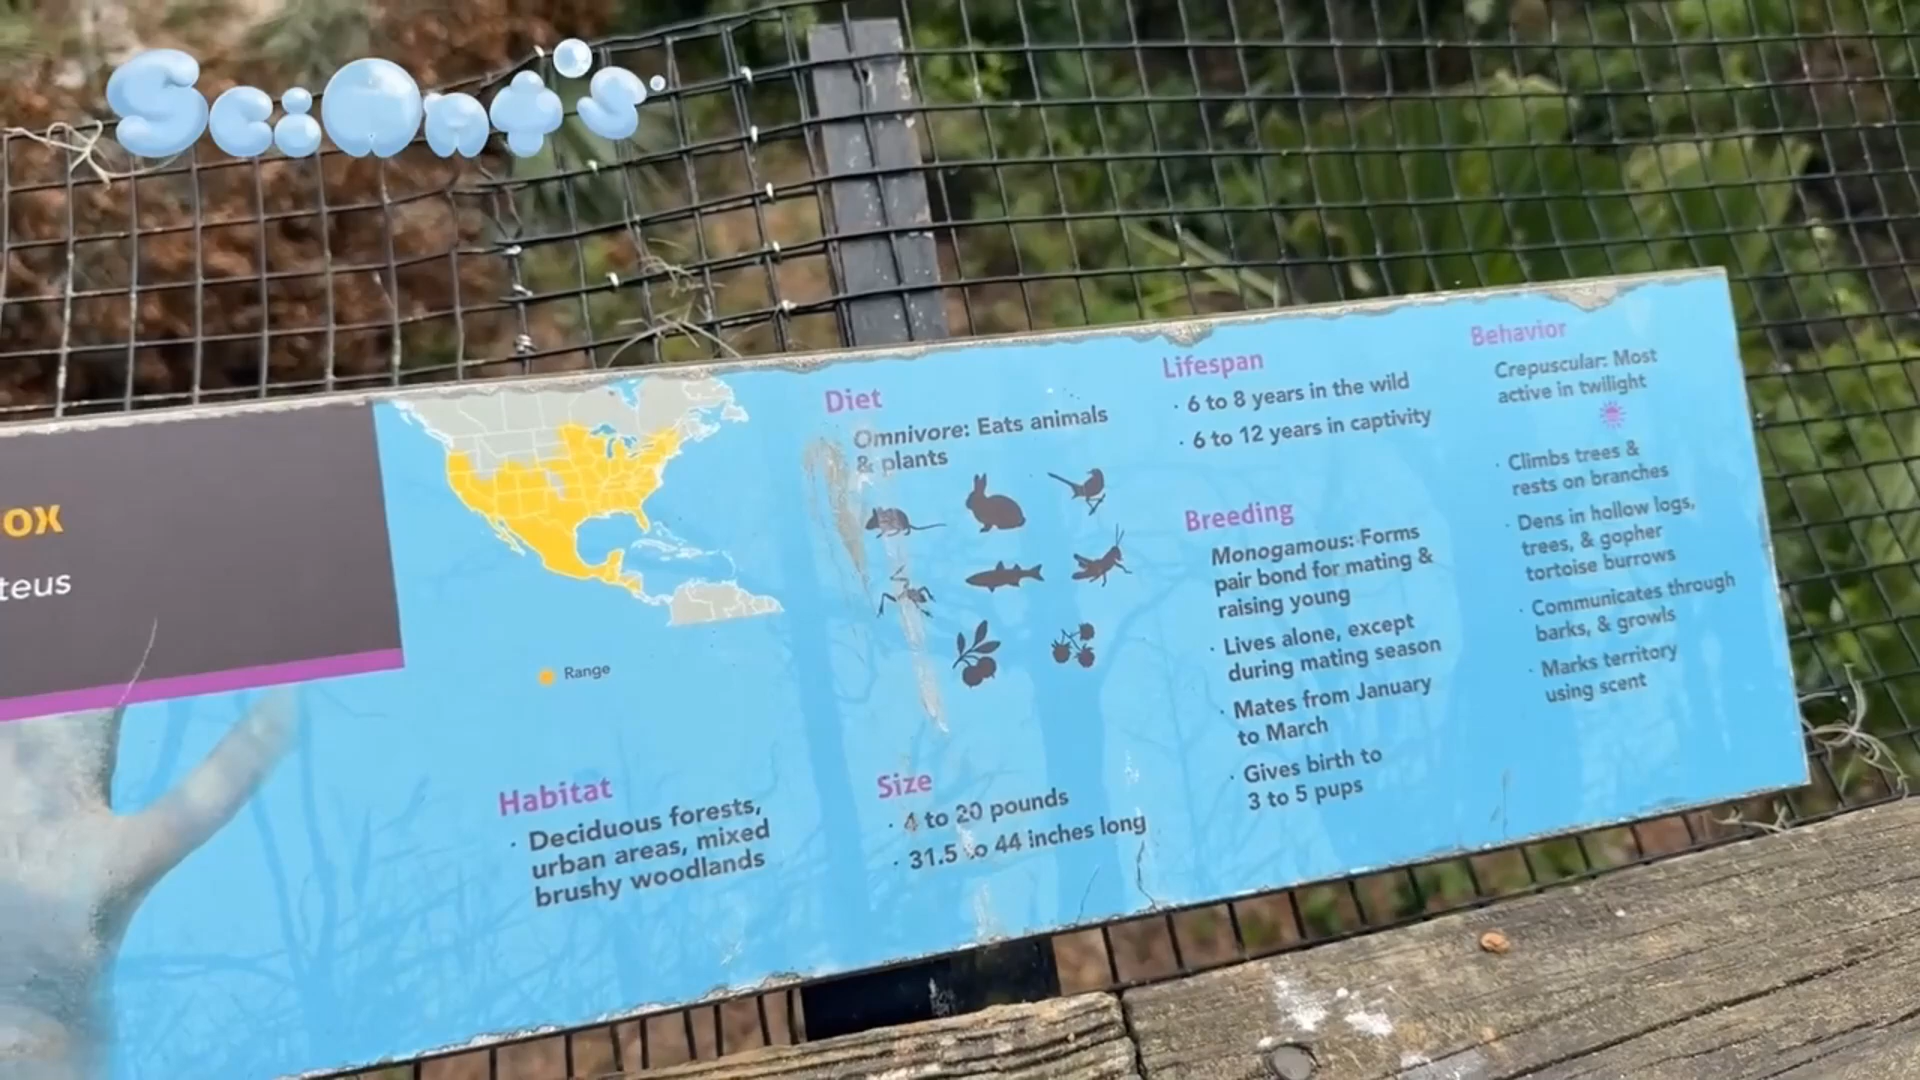 SciOnt's
ox
teus
Range
Habitat
· Deciduous forests,
urban areas, mixed
brushy woodlands
Diet
Omnivore: Eats animals
& plants
Size
· 4 to 20 pounds
· 31.5 to 44 inches long
Lifespan
· 6 to 8 years in the wild
· 6 to 12 years in captivity
Breeding
Monogamous: Forms
pair bond for mating &
raising young
· Lives alone, except
during mating season
· Mates from January
to March
· Gives birth to
3 to 5 pups
Behavior
Crepuscular: Most
active in twilight
· Climbs trees &
rests on branches
· Dens in hollow logs,
trees, & gopher
tortoise burrows
· Communicates through
barks, & growls
· Marks territory
using scent